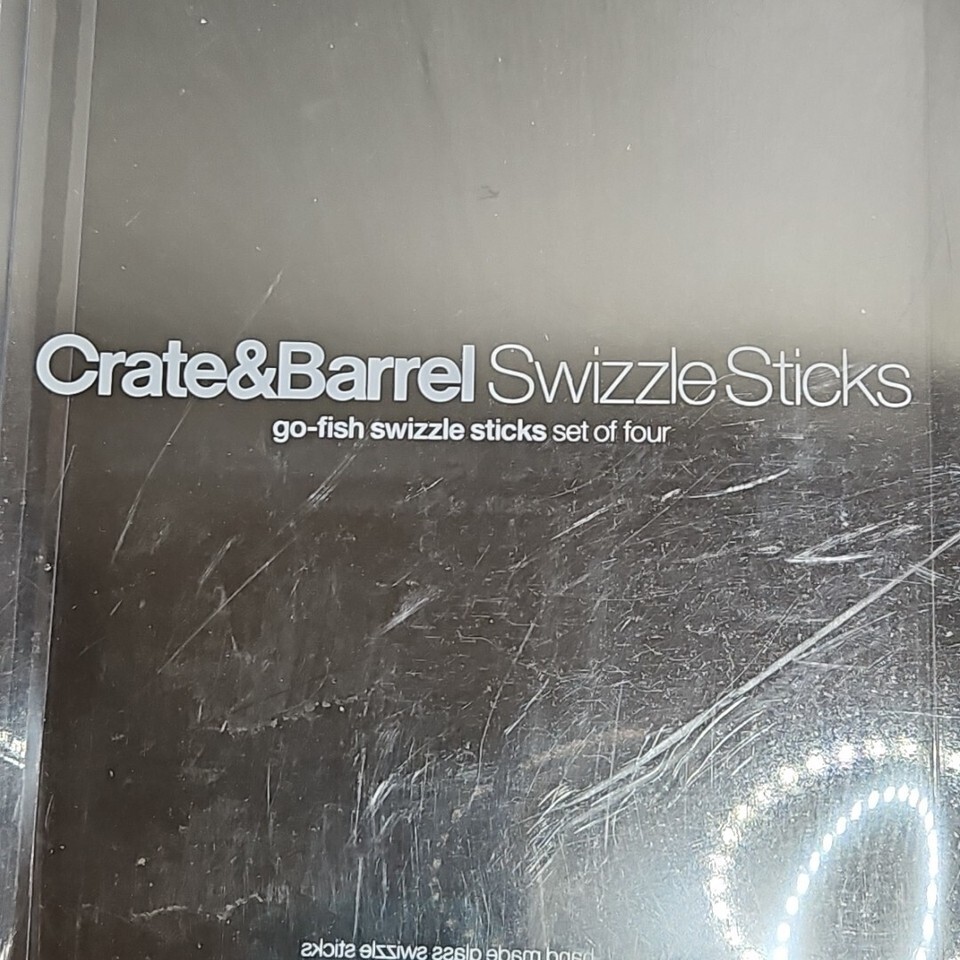 Crate&Barrel Swizzle Sticks
go-fish swizzle sticks set of four
hand made glass swizzle sticks